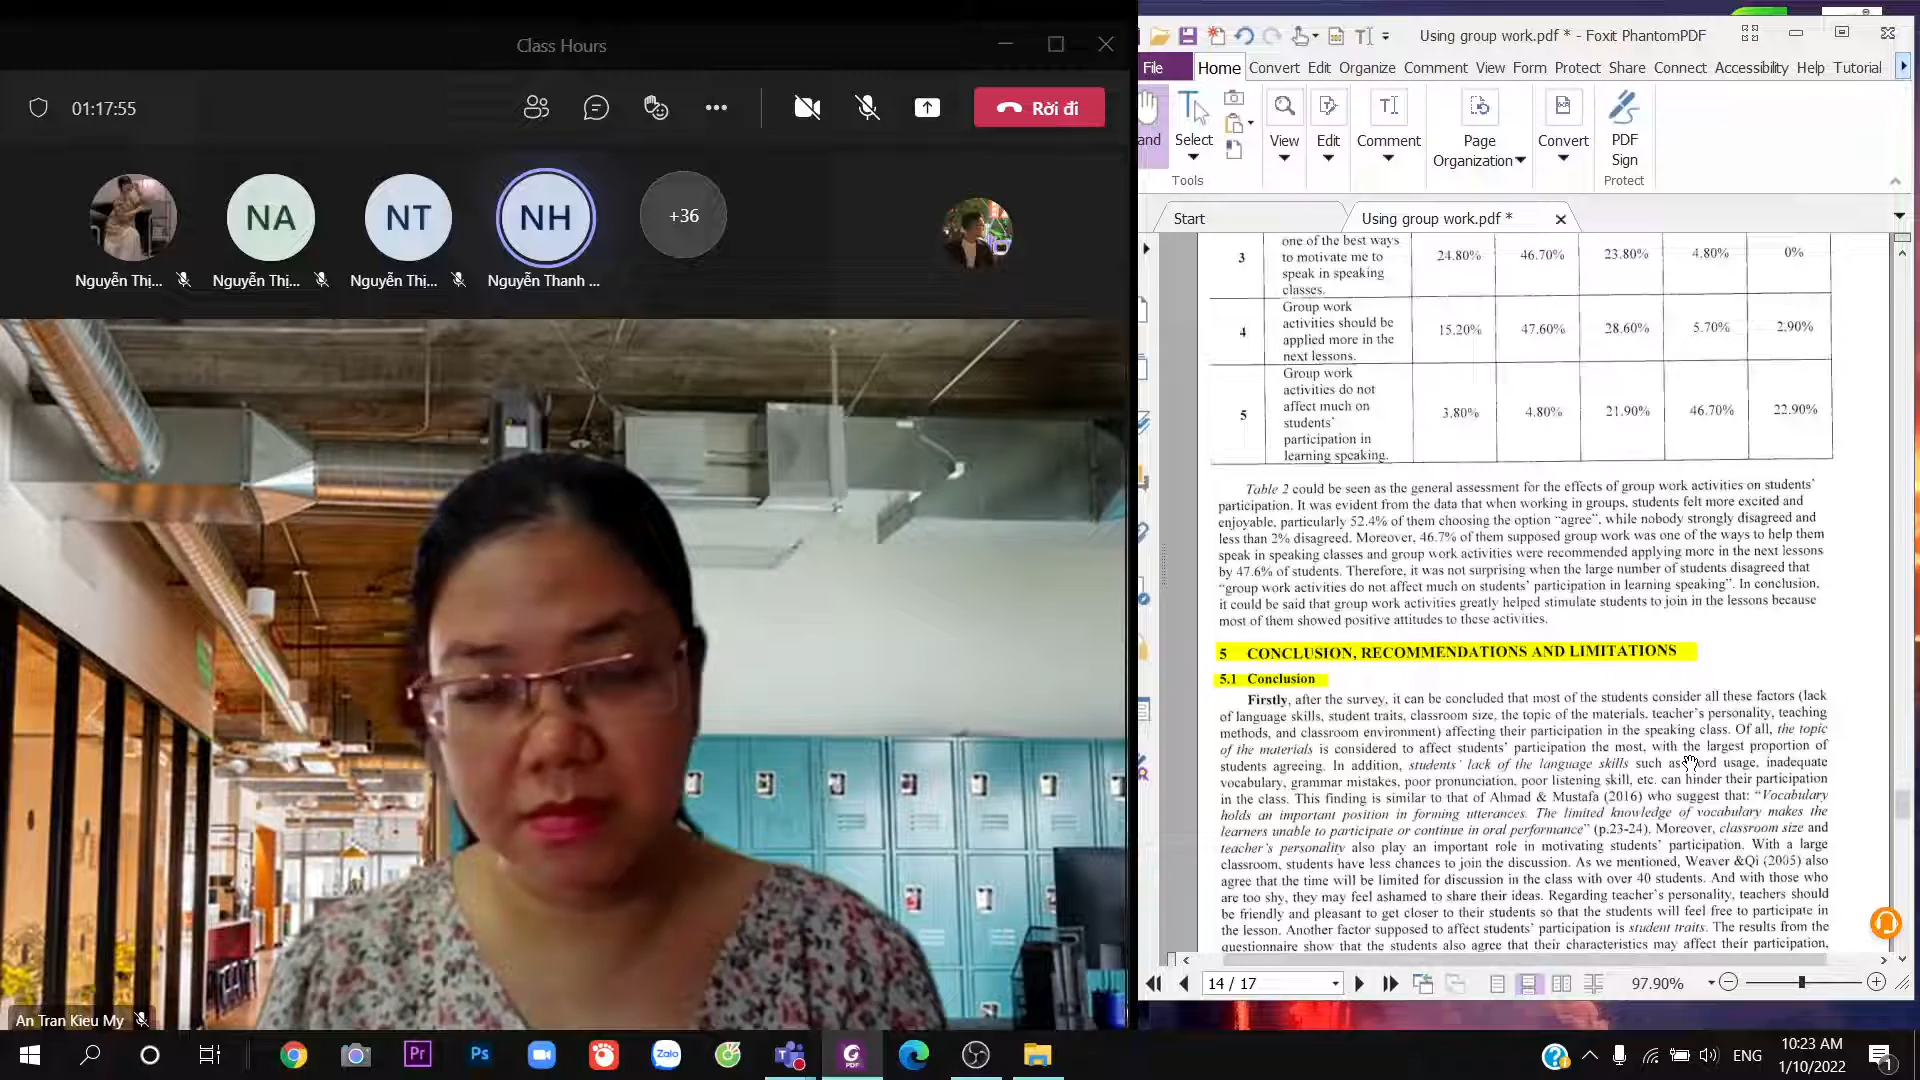 Class Hours
01:17:55
Rời đi
NA
NT
NH
+36
Nguyễn Thị...
Nguyễn Thị...
Nguyễn Thị...
Nguyễn Thanh ...
An Tran Kieu My
Using group work.pdf * - Foxit PhantomPDF
File
Home
Convert
Edit
Organize
Comment
View
Form
Protect
Share
Connect
Accessibility
Help
Tutorial
and
Select
View
Edit
Comment
Page
Organization
Convert
PDF
Sign
Tools
Protect
Start
Using group work.pdf *
3
one of the best ways
to motivate me to
speak in speaking
classes.
24.80%
46.70%
23.80%
4.80%
0%
4
Group work
activities should be
applied more in the
next lessons.
15.20%
47.60%
28.60%
5.70%
2.90%
5
Group work
activities do not
affect much on
students'
participation in
learning speaking.
3.80%
4.80%
21.90%
46.70%
22.90%
Table 2 could be seen as the general assessment for the effects of group work activities on students'
participation. It was evident from the data that when working in groups, students felt more excited and
enjoyable, particularly 52.4% of them choosing the option “agree”, while nobody strongly disagreed and
less than 2% disagreed. Moreover, 46.7% of them supposed group work was one of the ways to help them
speak in speaking classes and group work activities were recommended applying more in the next lessons
by 47.6% of students. Therefore, it was not surprising when the large number of students disagreed that
“group work activities do not affect much on students' participation in learning speaking”. In conclusion,
it could be said that group work activities greatly helped stimulate students to join in the lessons because
most of them showed positive attitudes to these activities.
5 CONCLUSION, RECOMMENDATIONS AND LIMITATIONS
5.1 Conclusion
Firstly, after the survey, it can be concluded that most of the students consider all these factors (lack
of language skills, student traits, classroom size, the topic of the materials, teacher's personality, teaching
methods, and classroom environment) affecting their participation in the speaking class. Of all, the topic
of the materials is considered to affect students' participation the most, with the largest proportion of
students agreeing. In addition, students' lack of the language skills such as word usage, inadequate
vocabulary, grammar mistakes, poor pronunciation, poor listening skill, etc. can hinder their participation
in the class. This finding is similar to that of Ahmad & Mustafa (2016) who suggest that: “Vocabulary
holds an important position in forming utterances. The limited knowledge of vocabulary makes the
learners unable to participate or continue in oral performance” (p.23-24). Moreover, classroom size and
teacher's personality also play an important role in motivating students' participation. With a large
classroom, students have less chances to join the discussion. As we mentioned, Weaver &Qi (2005) also
agree that the time will be limited for discussion in the class with over 40 students. And with those who
are too shy, they may feel ashamed to share their ideas. Regarding teacher's personality, teachers should
be friendly and pleasant to get closer to their students so that the students will feel free to participate in
the lesson. Another factor supposed to affect students' participation is student traits. The results from the
questionnaire show that the students also agree that their characteristics may affect their participation,
14 / 17
97.90%
Pr
Ps
Zalo
PDF
ENG
10:23 AM
1/10/2022
1